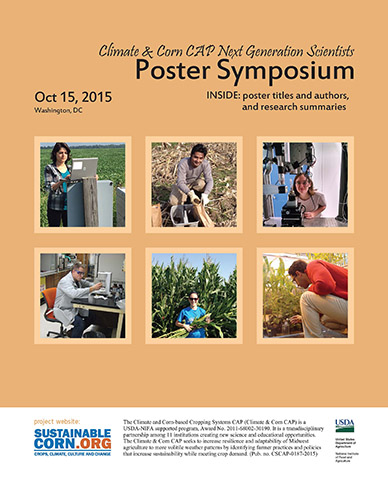 Climate & Corn CAP Next Generation Scientists
Poster Symposium
Oct 15, 2015
Washington, DC
INSIDE: poster titles and authors,
and research summaries
project website:
SUSTAINABLE
CORN.ORG
CROPS, CLIMATE, CULTURE AND CHANGE
The Climate and Corn-based Cropping Systems CAP (Climate & Corn CAP) is a
USDA-NIFA supported program, Award No. 2011-68002-30190. It is a transdisciplinary
partnership among 11 institutions creating new science and educational opportunities.
The Climate & Corn CAP seeks to increase resilience and adaptability of Midwest
agriculture to more volatile weather patterns by identifying farmer practices and policies
that increase sustainability while meeting crop demand. (Pub. no. CSCAP-0187-2015)
USDA
United States
Department of
Agriculture
National Institute
of Food and
Agriculture